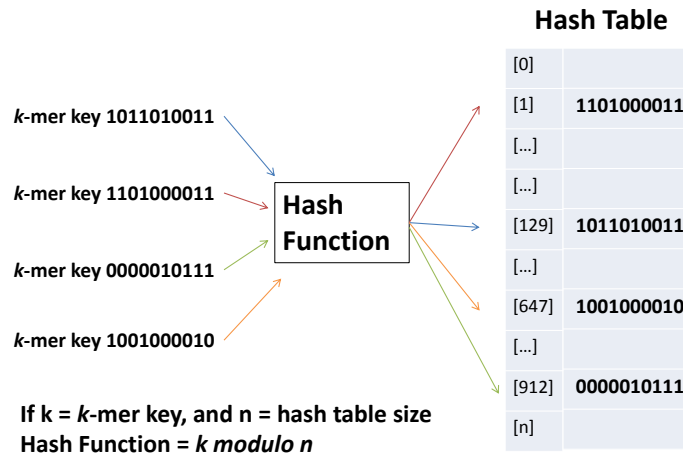 Hash Table
[0]
[1] 1101000011
[...]
[...]
[129] 1011010011
[...]
[647] 1001000010
[...]
[912] 0000010111
[n]
k-mer key 1011010011
k-mer key 1101000011
k-mer key 0000010111
k-mer key 1001000010
Hash
Function
If k = k-mer key, and n = hash table size
Hash Function = k modulo n